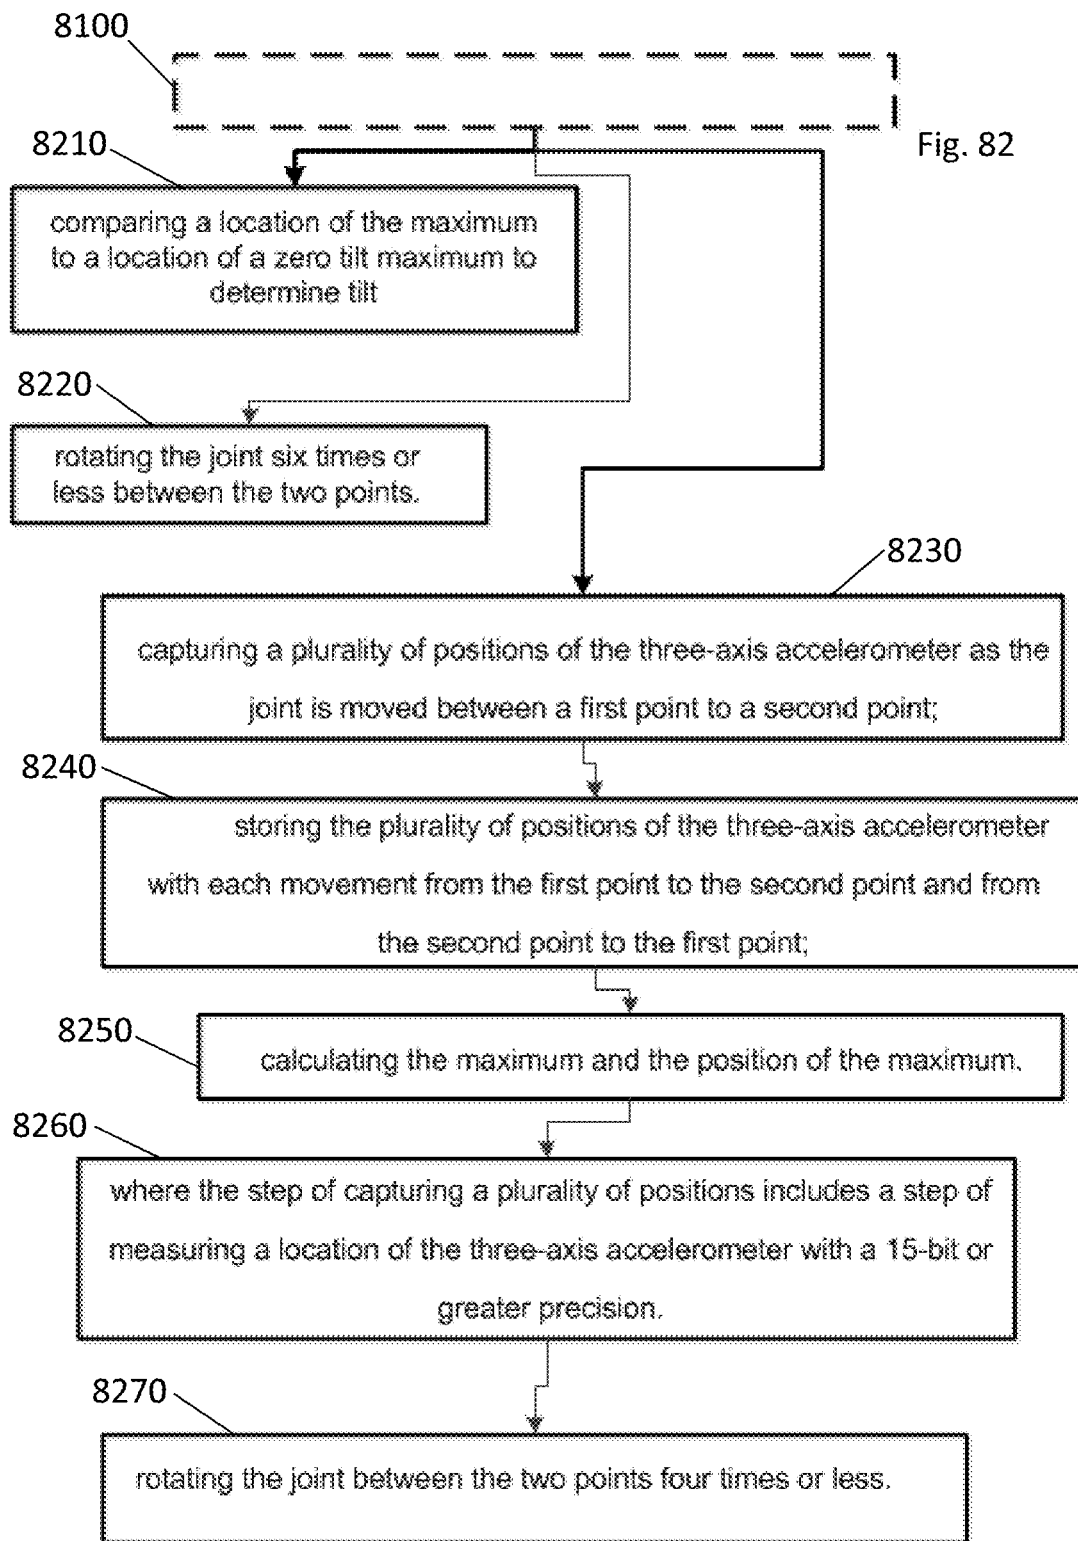 8100
Fig. 82
8210
comparing a location of the maximum
to a location of a zero tilt maximum to
determine tilt
8220
rotating the joint six times or
less between the two points.
8230
capturing a plurality of positions of the three-axis accelerometer as the
joint is moved between a first point to a second point;
8240
storing the plurality of positions of the three-axis accelerometer
with each movement from the first point to the second point and from
the second point to the first point;
8250
calculating the maximum and the position of the maximum.
8260
where the step of capturing a plurality of positions includes a step of
measuring a location of the three-axis accelerometer with a 15-bit or
greater precision.
8270
rotating the joint between the two points four times or less.